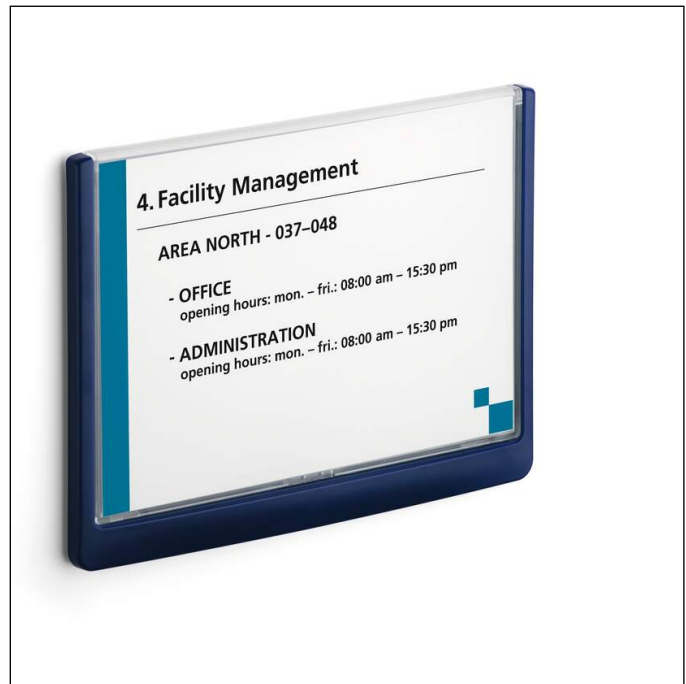 4. Facility Management
AREA NORTH - 037–048
- OFFICE
opening hours: mon. – fri.: 08:00 am – 15:30 pm
- ADMINISTRATION
opening hours: mon. – fri.: 08:00 am – 15:30 pm